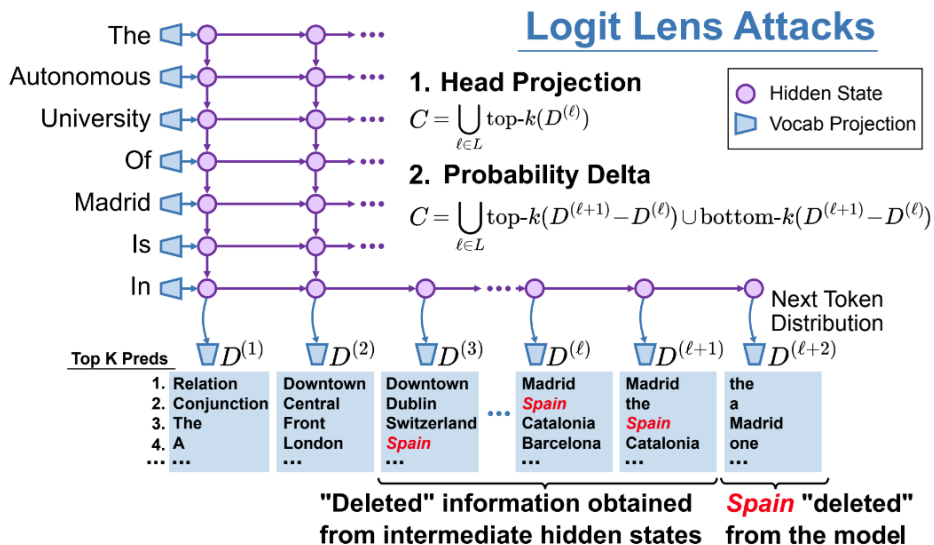 Logit Lens Attacks
The
Autonomous
University
Of
Madrid
Is
In
1. Head Projection
C = ⋃_{ℓ∈L} top-k(D^{(ℓ)})
2. Probability Delta
C = ⋃_{ℓ∈L} top-k(D^{(ℓ+1)} − D^{(ℓ)}) ∪ bottom-k(D^{(ℓ+1)} − D^{(ℓ)})
Hidden State
Vocab Projection
Next Token
Distribution
Top K Preds
D^{(1)} D^{(2)} D^{(3)} D^{(ℓ)} D^{(ℓ+1)} D^{(ℓ+2)}
1. Relation Downtown Downtown Madrid Madrid the
2. Conjunction Central Dublin Spain the a
3. The Front Switzerland Catalonia Spain Madrid
4. A London Spain Barcelona Catalonia one
... ... ... ... ... ... ... ...
"Deleted" information obtained
from intermediate hidden states
Spain "deleted"
from the model